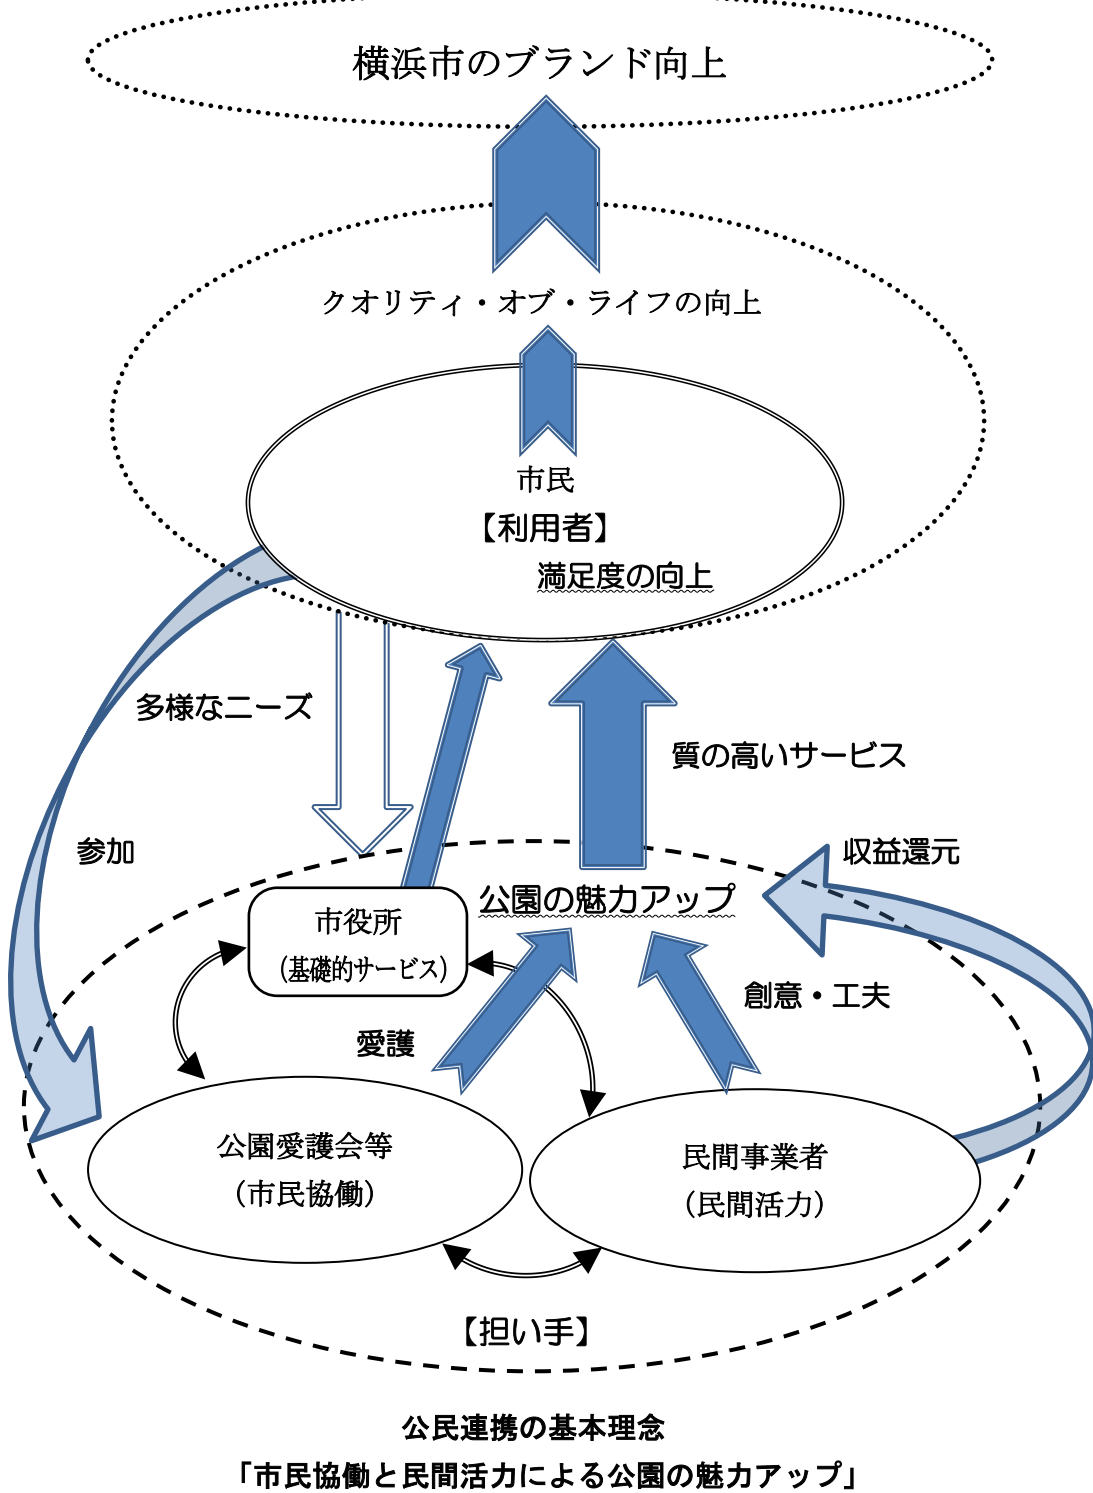 横浜市のブランド向上
クオリティ・オブ・ライフの向上
市民
【利用者】
満足度の向上
多様なニーズ
質の高いサービス
参加
収益還元
公園の魅力アップ
市役所
（基礎的サービス）
創意・工夫
愛護
公園愛護会等
（市民協働）
民間事業者
（民間活力）
【担い手】
公民連携の基本理念
「市民協働と民間活力による公園の魅力アップ」